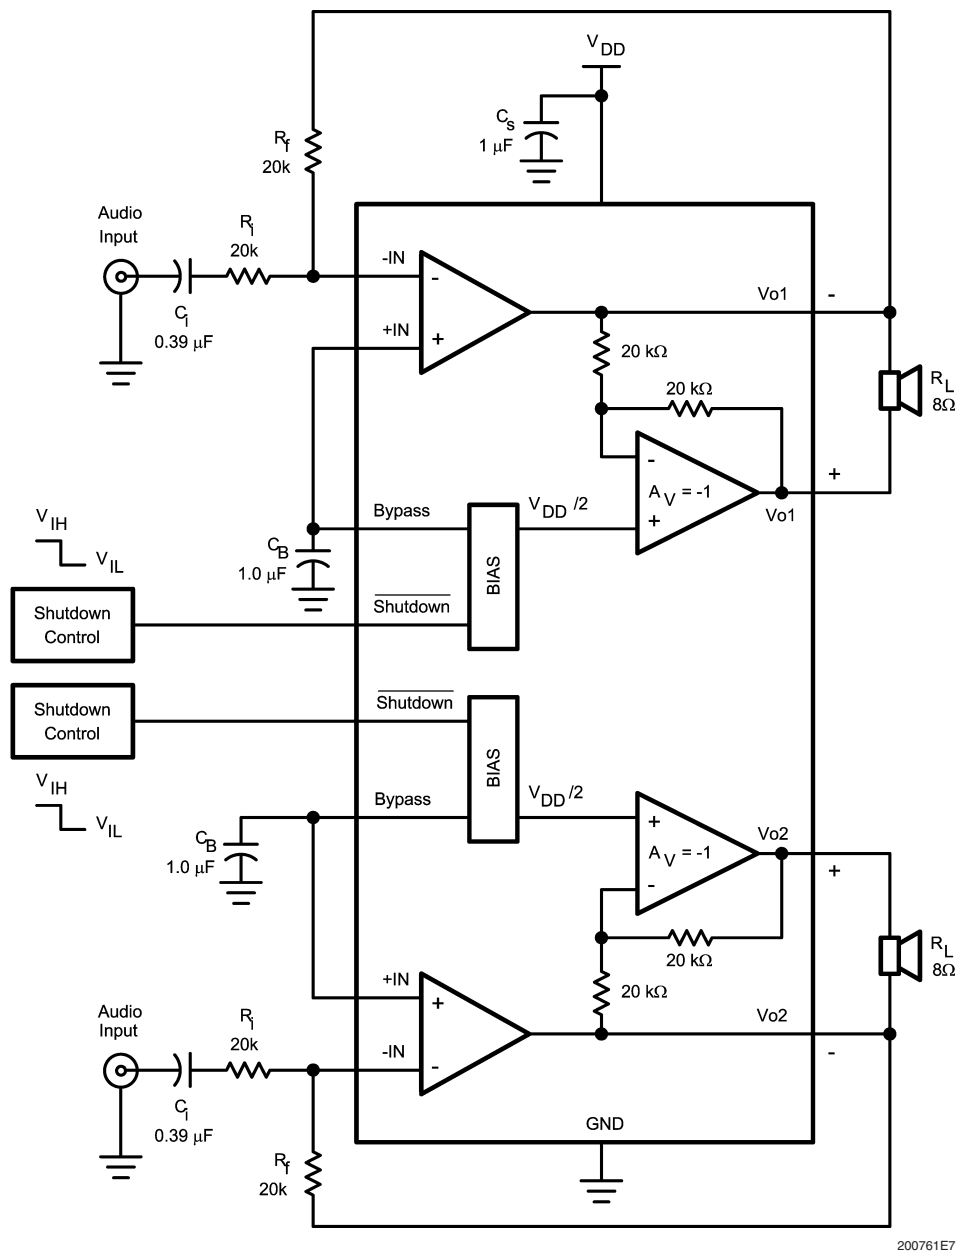 VDD
Cs
1 μF
Rf
20k
Audio
Input
Ri
20k
Ci
0.39 μF
-IN
+IN
-
+
Vo1
-
20 kΩ
20 kΩ
RL
8Ω
-
AV = -1
+
+
Vo1
Bypass
VDD /2
BIAS
CB
1.0 μF
VIH
VIL
Shutdown
Control
Shutdown
Shutdown
Control
Shutdown
VIH
VIL
BIAS
Bypass
VDD /2
CB
1.0 μF
+
AV = -1
-
Vo2
+
20 kΩ
20 kΩ
RL
8Ω
Vo2
-
+IN
-IN
+
-
Audio
Input
Ri
20k
Ci
0.39 μF
Rf
20k
GND
200761E7